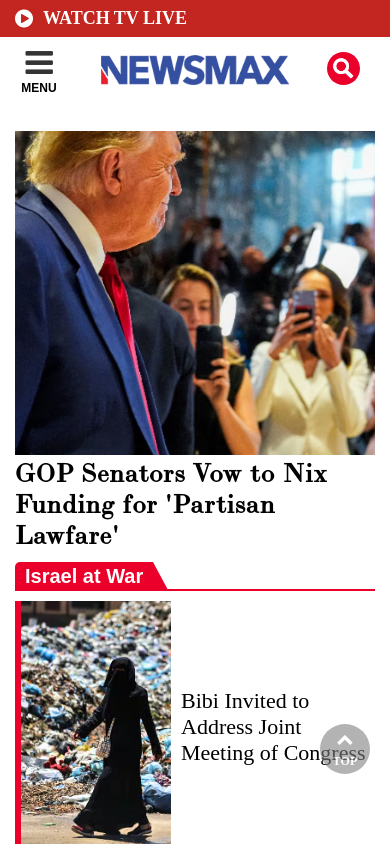 WATCH TV LIVE
MENU
NEWSMAX
GOP Senators Vow to Nix
Funding for 'Partisan
Lawfare'
Israel at War
Bibi Invited to
Address Joint
Meeting of Congress
TOP